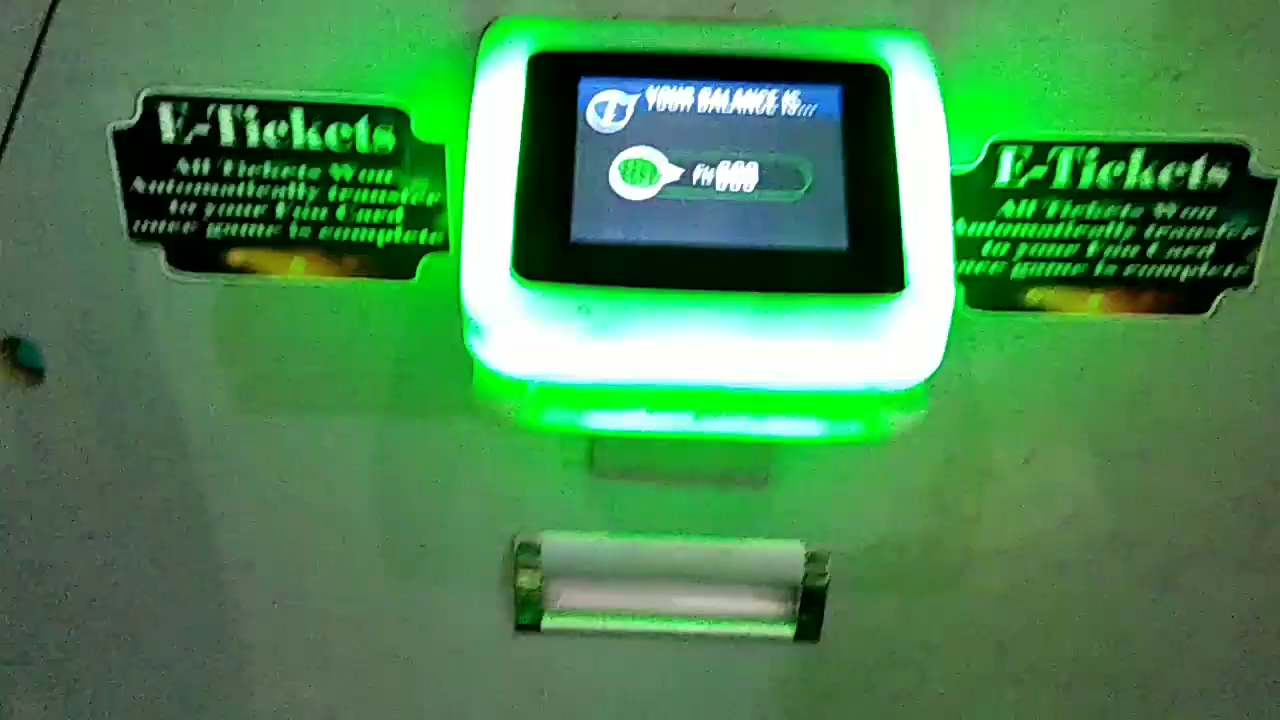 E-Tickets
All Tickets Won
Automatically transfer
to your Fun Card
once game is complete
YOUR BALANCE IS...
E-Tickets
All Tickets Won
Automatically transfer
to your Fun Card
once game is complete